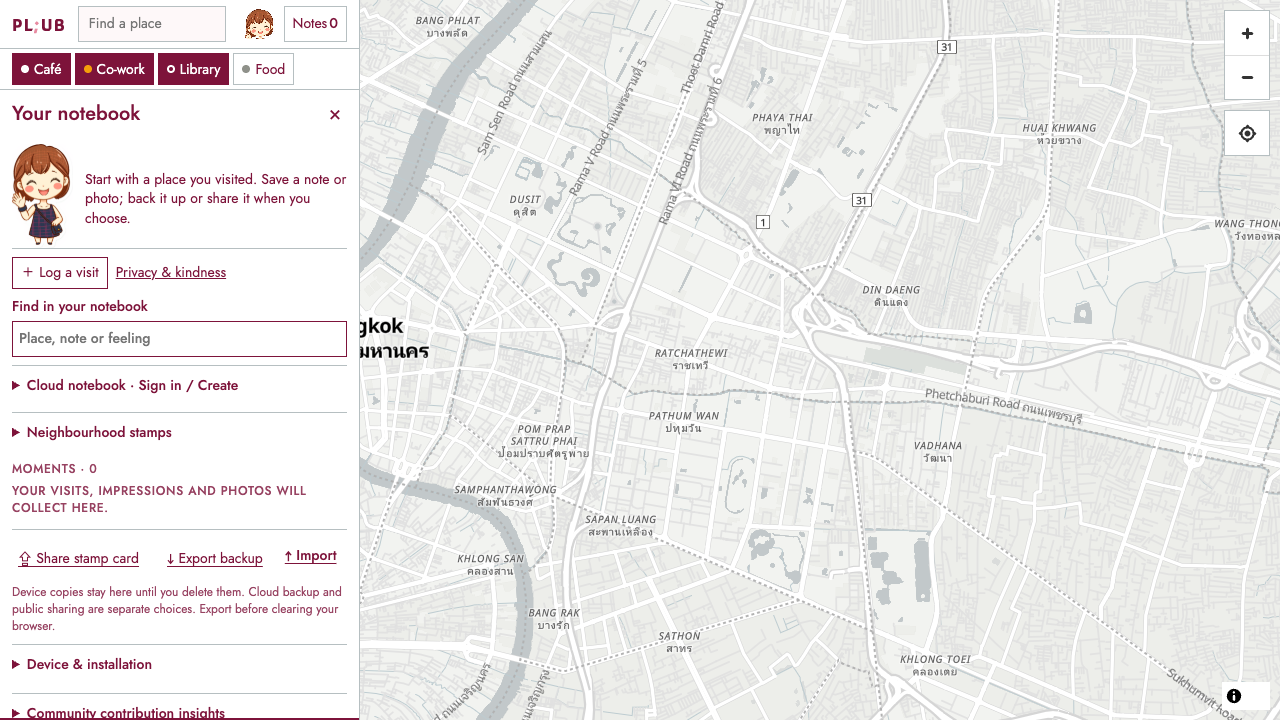 PL;UB
Find a place
Notes 0
Café
Co-work
Library
Food
Your notebook
×
Start with a place you visited. Save a note or
photo; back it up or share it when you
choose.
+ Log a visit
Privacy & kindness
Find in your notebook
Place, note or feeling
Cloud notebook · Sign in / Create
Neighbourhood stamps
MOMENTS · 0
YOUR VISITS, IMPRESSIONS AND PHOTOS WILL
COLLECT HERE.
⇪ Share stamp card
↓ Export backup
↑ Import
Device copies stay here until you delete them. Cloud backup and
public sharing are separate choices. Export before clearing your
browser.
Device & installation
Community contribution insights
BANG PHLAT
บางพลัด
Sam Sen Road ถนนสามเสน
Rama V Road ถนนพระรามที่ 5
Thoet Damri Road
Rama VI Road ถนนพระรามที่ 6
31
PHAYA THAI
พญาไท
HUAI KHWANG
ห้วยขวาง
DUSIT
ดุสิต
31
1
WANG THONG
วังทองหล
DIN DAENG
ดินแดง
gkok
มหานคร
RATCHATHEWI
ราชเทวี
Phetchaburi Road ถนนเพชรบุรี
PATHUM WAN
ปทุมวัน
POM PRAP
SATTRU PHAI
ป้อมปราบศัตรูพ่าย
VADHANA
วัฒนา
SAMPHANTHAWONG
สัมพันธวงศ์
SAPAN LUANG
สะพานเหลือง
KHLONG SAN
คลองสาน
BANG RAK
บางรัก
SATHON
สาทร
KHLONG TOEI
คลองเตย
Sukhumvit Road
+
−